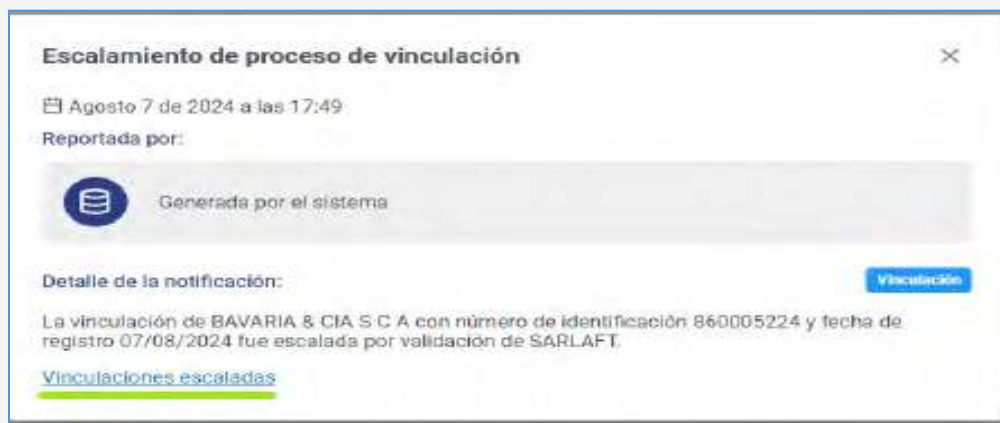 Escalamiento de proceso de vinculación
Agosto 7 de 2024 a las 17:49
Reportada por:
Generada por el sistema
Detalle de la notificación:
Vinculación
La vinculación de BAVARIA & CIA S C A con número de identificación 860005224 y fecha de
registro 07/08/2024 fue escalada por validación de SARLAFT.
Vinculaciones escaladas